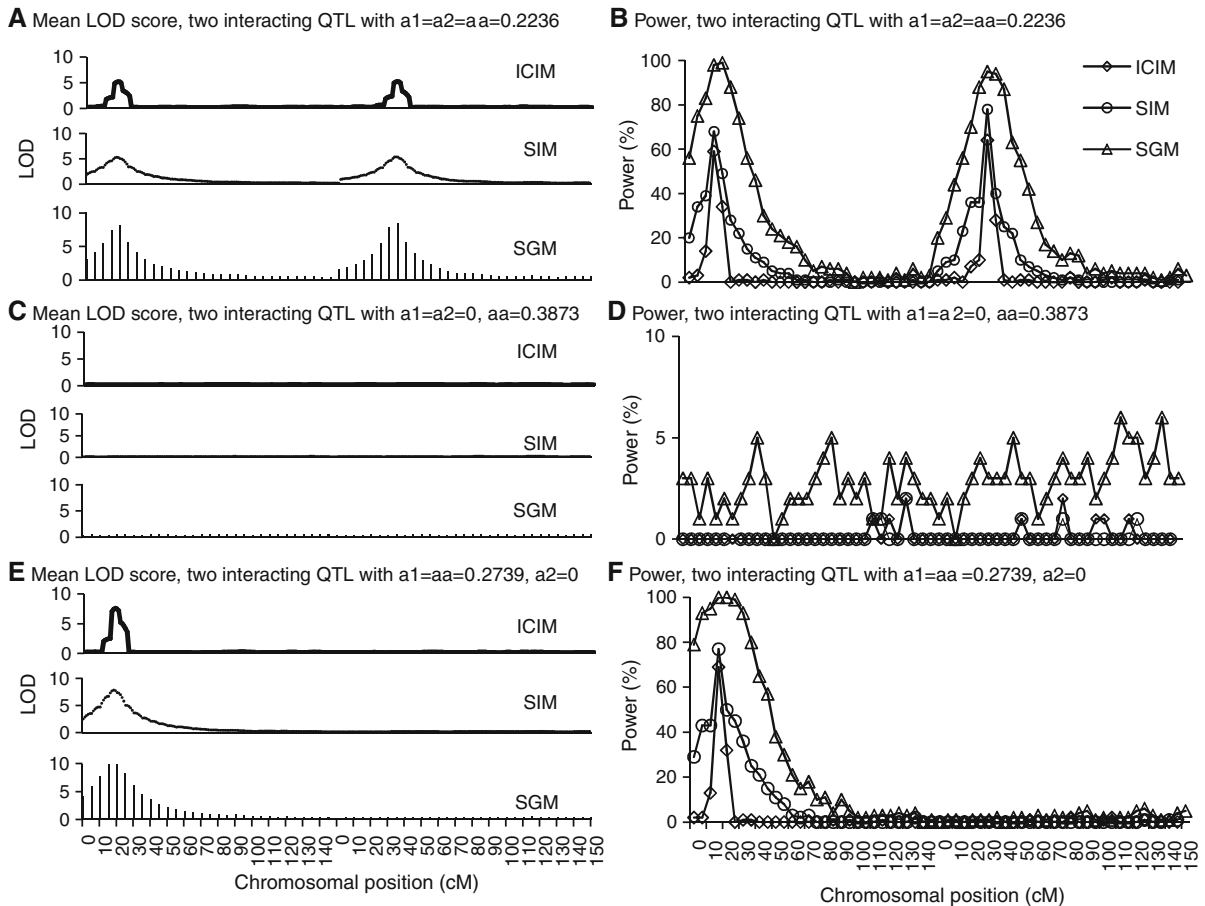 A Mean LOD score, two interacting QTL with a1=a2=aa=0.2236
10
5
0
ICIM
10
5
0
SIM
LOD
10
5
0
SGM
B Power, two interacting QTL with a1=a2=aa=0.2236
100
80
60
40
20
0
Power (%)
ICIM
SIM
SGM
C Mean LOD score, two interacting QTL with a1=a2=0, aa=0.3873
10
5
0
ICIM
10
5
0
SIM
LOD
10
5
0
SGM
D Power, two interacting QTL with a1=a2=0, aa=0.3873
10
5
0
Power (%)
E Mean LOD score, two interacting QTL with a1=aa=0.2739, a2=0
10
5
0
ICIM
10
5
0
SIM
LOD
10
5
0
SGM
0 10 20 30 40 50 60 70 80 90 100 110 120 130 140 0 10 20 30 40 50 60 70 80 90 100 110 120 130 140 150
Chromosomal position (cM)
F Power, two interacting QTL with a1=aa =0.2739, a2=0
100
80
60
40
20
0
Power (%)
0 10 20 30 40 50 60 70 80 90 100 110 120 130 140 0 10 20 30 40 50 60 70 80 90 100 110 120 130 140 150
Chromosomal position (cM)